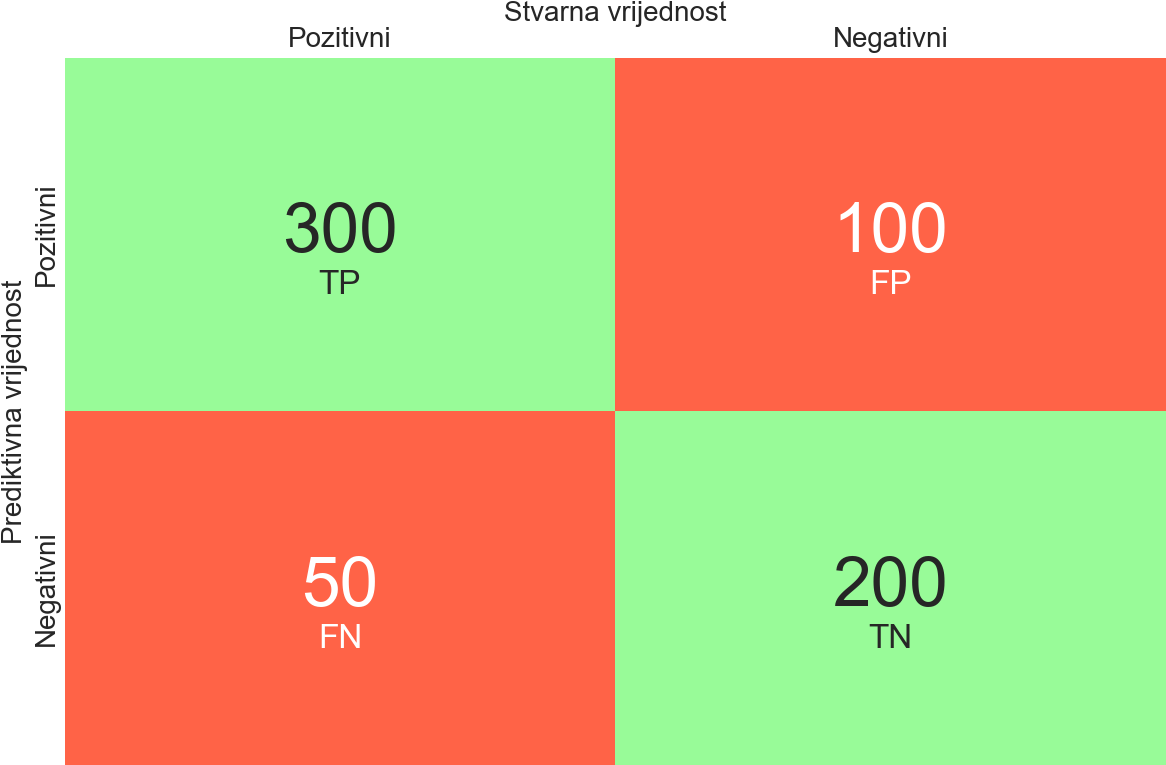 Stvarna vrijednost
Pozitivni
Negativni
Prediktivna vrijednost
Pozitivni
300
TP
100
FP
Negativni
50
FN
200
TN